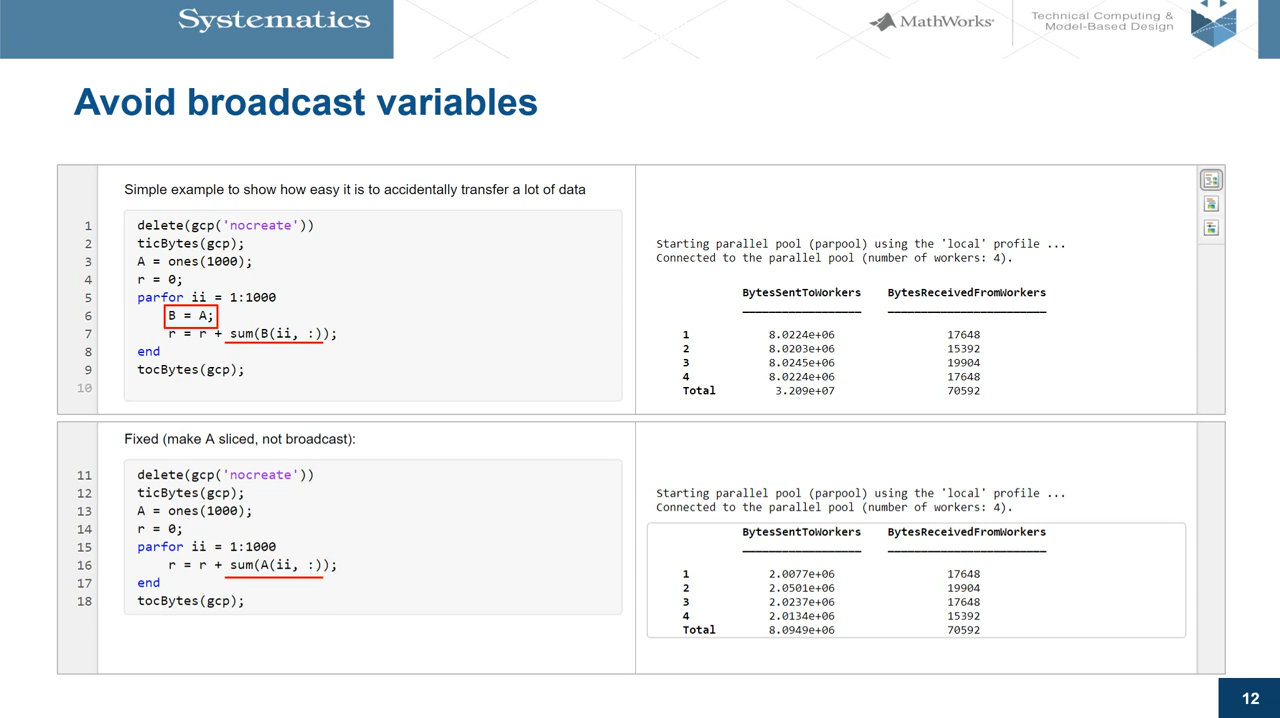 Systematics
MathWorks
Technical Computing &
Model-Based Design
Avoid broadcast variables
Simple example to show how easy it is to accidentally transfer a lot of data
1 delete(gcp('nocreate'))
2 ticBytes(gcp);
3 A = ones(1000);
4 r = 0;
5 parfor ii = 1:1000
6 B = A;
7 r = r + sum(B(ii, :));
8 end
9 tocBytes(gcp);
10
Starting parallel pool (parpool) using the 'local' profile ...
Connected to the parallel pool (number of workers: 4).
BytesSentToWorkers BytesReceivedFromWorkers
1 8.0224e+06 17648
2 8.0203e+06 15392
3 8.0245e+06 19904
4 8.0224e+06 17648
Total 3.209e+07 70592
Fixed (make A sliced, not broadcast):
11 delete(gcp('nocreate'))
12 ticBytes(gcp);
13 A = ones(1000);
14 r = 0;
15 parfor ii = 1:1000
16 r = r + sum(A(ii, :));
17 end
18 tocBytes(gcp);
Starting parallel pool (parpool) using the 'local' profile ...
Connected to the parallel pool (number of workers: 4).
BytesSentToWorkers BytesReceivedFromWorkers
1 2.0077e+06 17648
2 2.0501e+06 19904
3 2.0237e+06 17648
4 2.0134e+06 15392
Total 8.0949e+06 70592
12